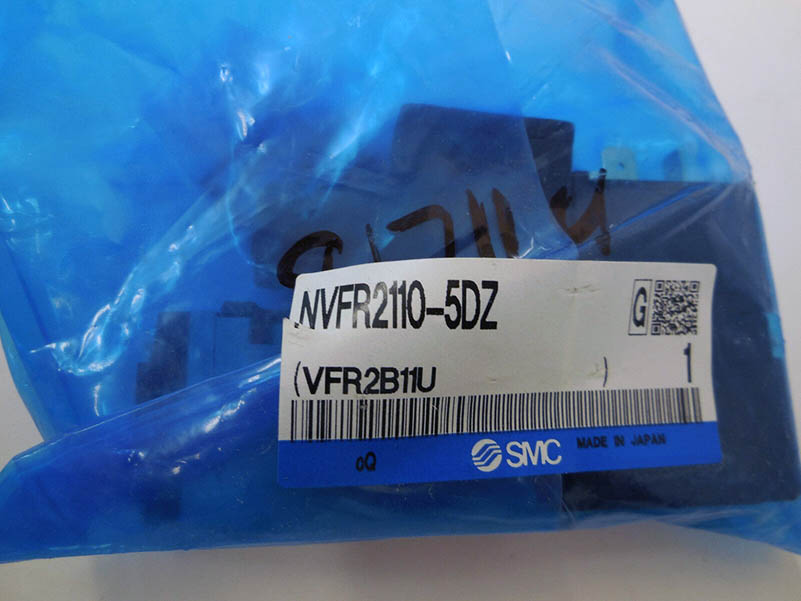 NVFR2110-5DZ
G
(VFR2B11U )
1
oQ
SMC
MADE IN JAPAN